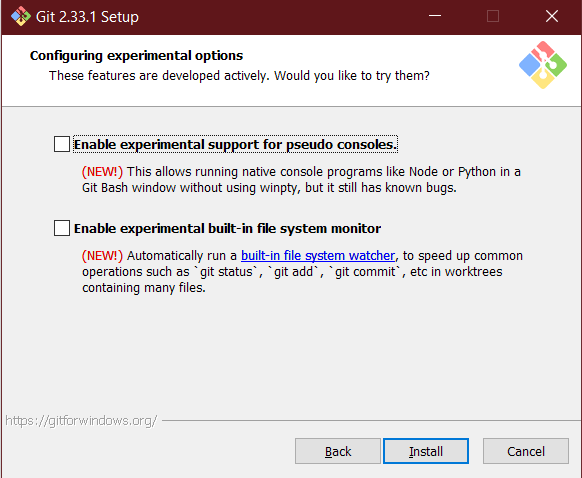 Git 2.33.1 Setup
Configuring experimental options
These features are developed actively. Would you like to try them?
Enable experimental support for pseudo consoles.
(NEW!) This allows running native console programs like Node or Python in a
Git Bash window without using winpty, but it still has known bugs.
Enable experimental built-in file system monitor
(NEW!) Automatically run a built-in file system watcher, to speed up common
operations such as `git status`, `git add`, `git commit`, etc in worktrees
containing many files.
https://gitforwindows.org/
Back
Install
Cancel